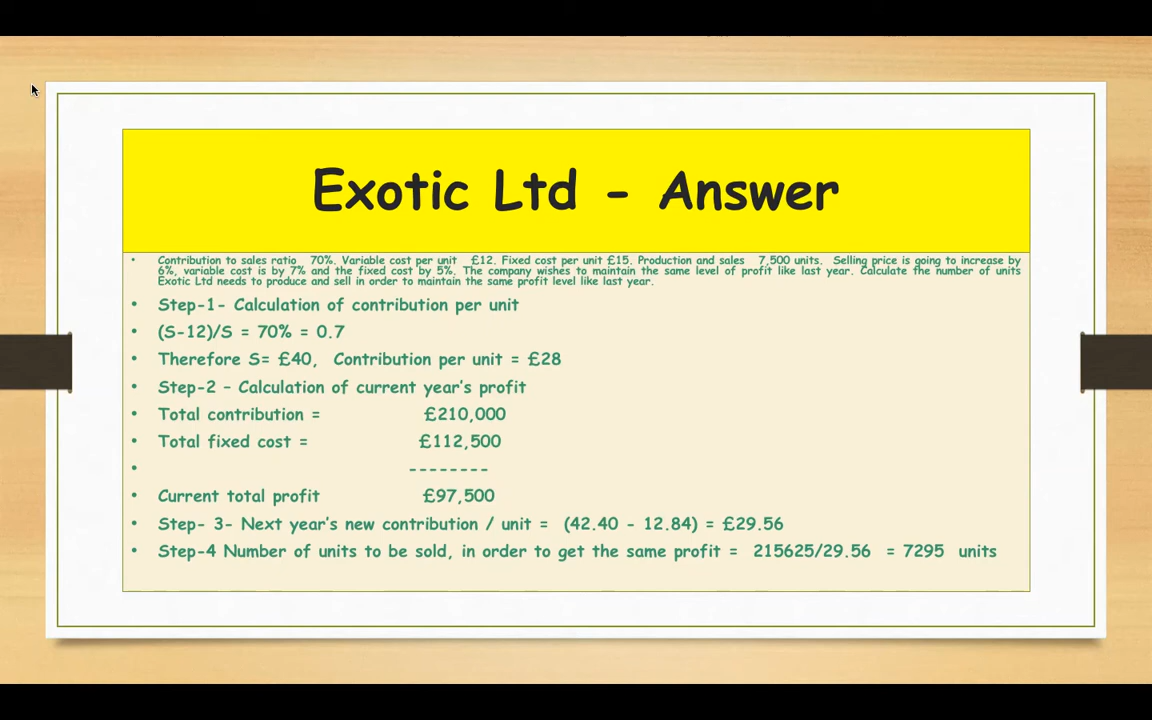 Exotic Ltd - Answer
• Contribution to sales ratio 70%. Variable cost per unit £12. Fixed cost per unit £15. Production and sales 7,500 units. Selling price is going to increase by
6%, variable cost is by 7% and the fixed cost by 5%. The company wishes to maintain the same level of profit like last year. Calculate the number of units
Exotic Ltd needs to produce and sell in order to maintain the same profit level like last year.
• Step-1- Calculation of contribution per unit
• (S-12)/S = 70% = 0.7
• Therefore S= £40, Contribution per unit = £28
• Step-2 – Calculation of current year's profit
• Total contribution = £210,000
• Total fixed cost = £112,500
• --------
• Current total profit £97,500
• Step- 3- Next year's new contribution / unit = (42.40 - 12.84) = £29.56
• Step-4 Number of units to be sold, in order to get the same profit = 215625/29.56 = 7295 units